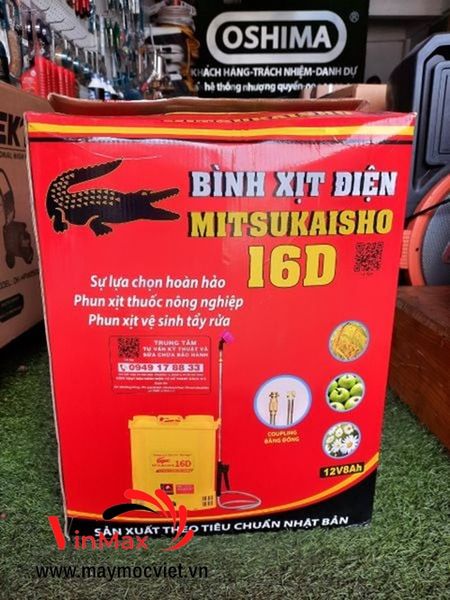 OSHIMA
KHÁCH HÀNG-TRÁCH NHIỆM-DANH DỰ
BÌNH XỊT ĐIỆN
MITSUKAISHO
16D
Sự lựa chọn hoàn hảo
Phun xịt thuốc nông nghiệp
Phun xịt vệ sinh tẩy rửa
TRUNG TÂM
TƯ VẤN KỸ THUẬT VÀ
SỬA CHỮA BẢO HÀNH
0949 17 88 33
COUPLING
BẰNG ĐỒNG
16D
12V8Ah
SẢN XUẤT THEO TIÊU CHUẨN NHẬT BẢN
VinMax
www.maymocviet.vn